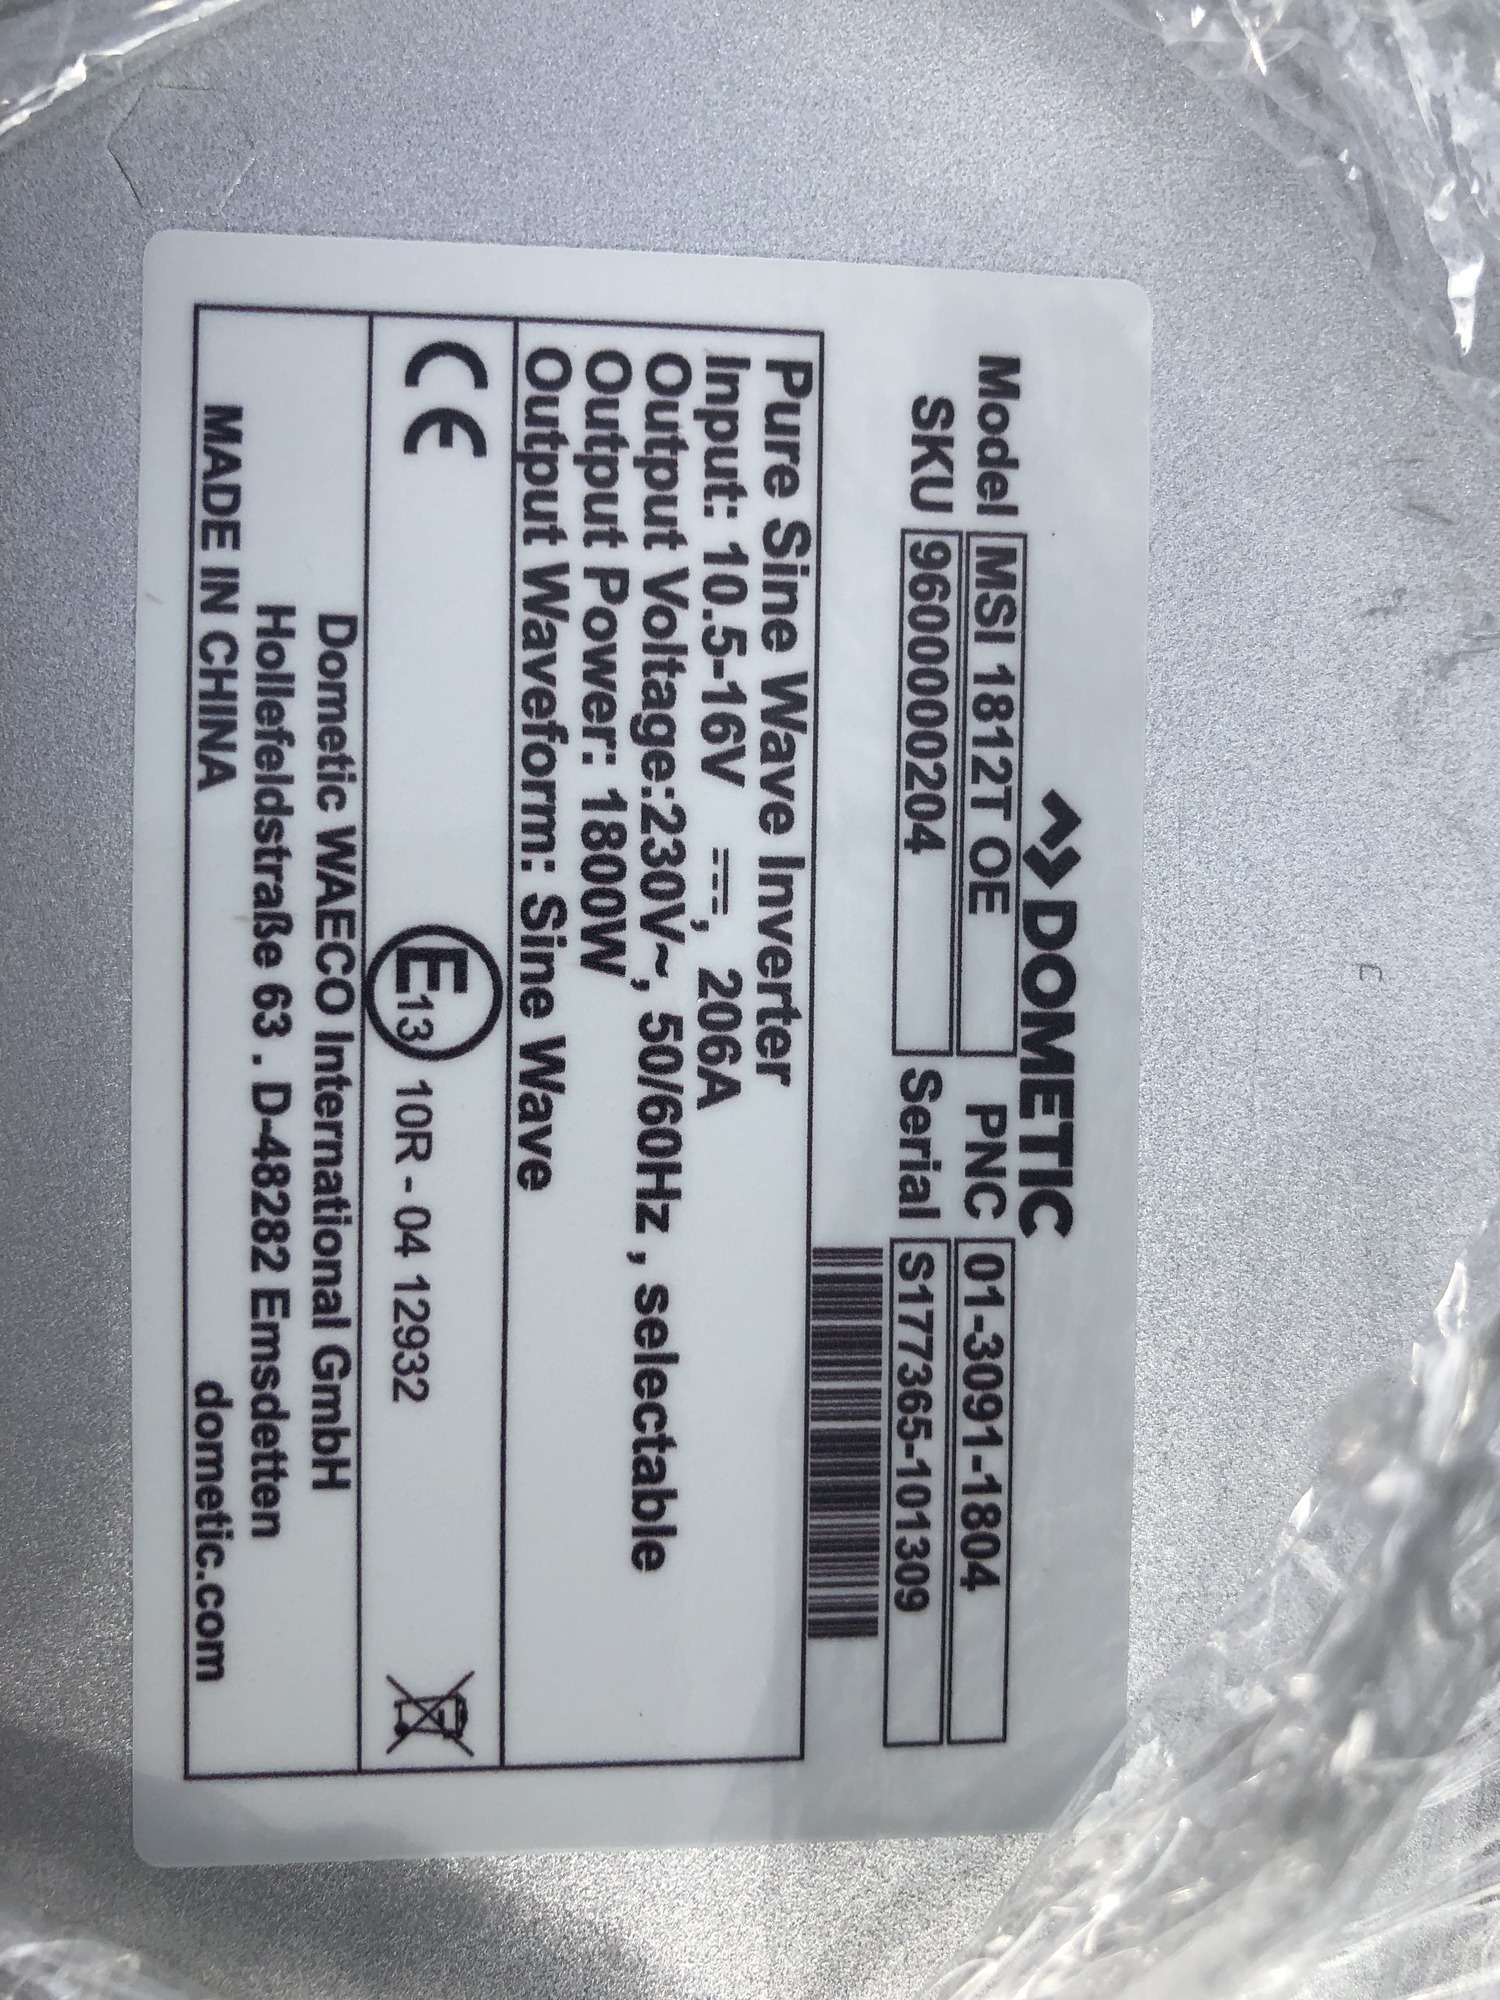 DOMETIC
Model MSI 1812T OE PNC 01-3091-1804
SKU 9600000204 Serial S177365-101309
Pure Sine Wave Inverter
Input: 10.5-16V ⎓, 206A
Output Voltage:230V~, 50/60Hz , selectable
Output Power: 1800W
Output Waveform: Sine Wave
CE E13 10R - 04 12932
Dometic WAECO International GmbH
Hollefeldstraße 63 . D-48282 Emsdetten
MADE IN CHINA dometic.com